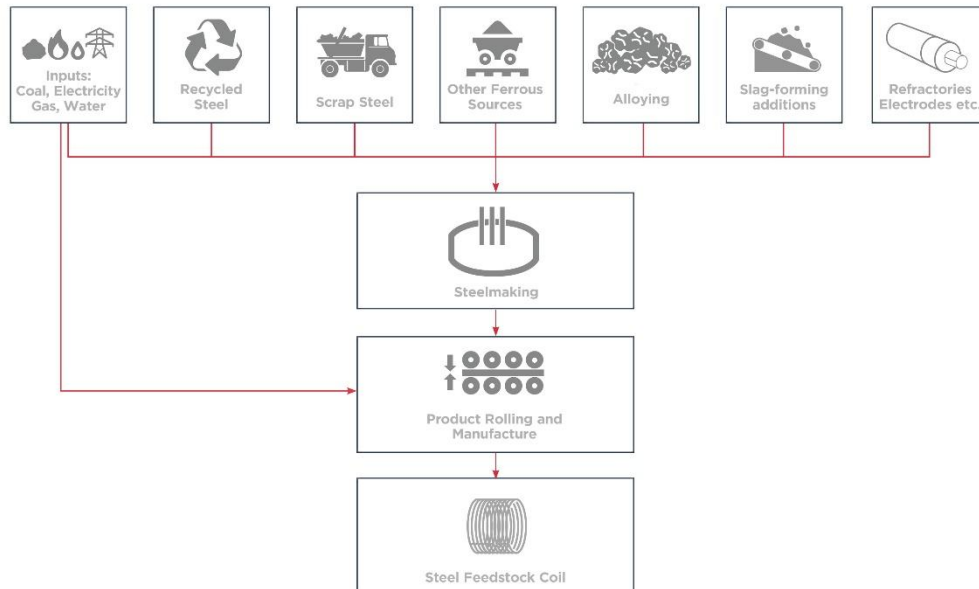 Inputs:
Coal, Electricity
Gas, Water
Recycled
Steel
Scrap Steel
Other Ferrous
Sources
Alloying
Slag-forming
additions
Refractories
Electrodes etc.
Steelmaking
Product Rolling and
Manufacture
Steel Feedstock Coil